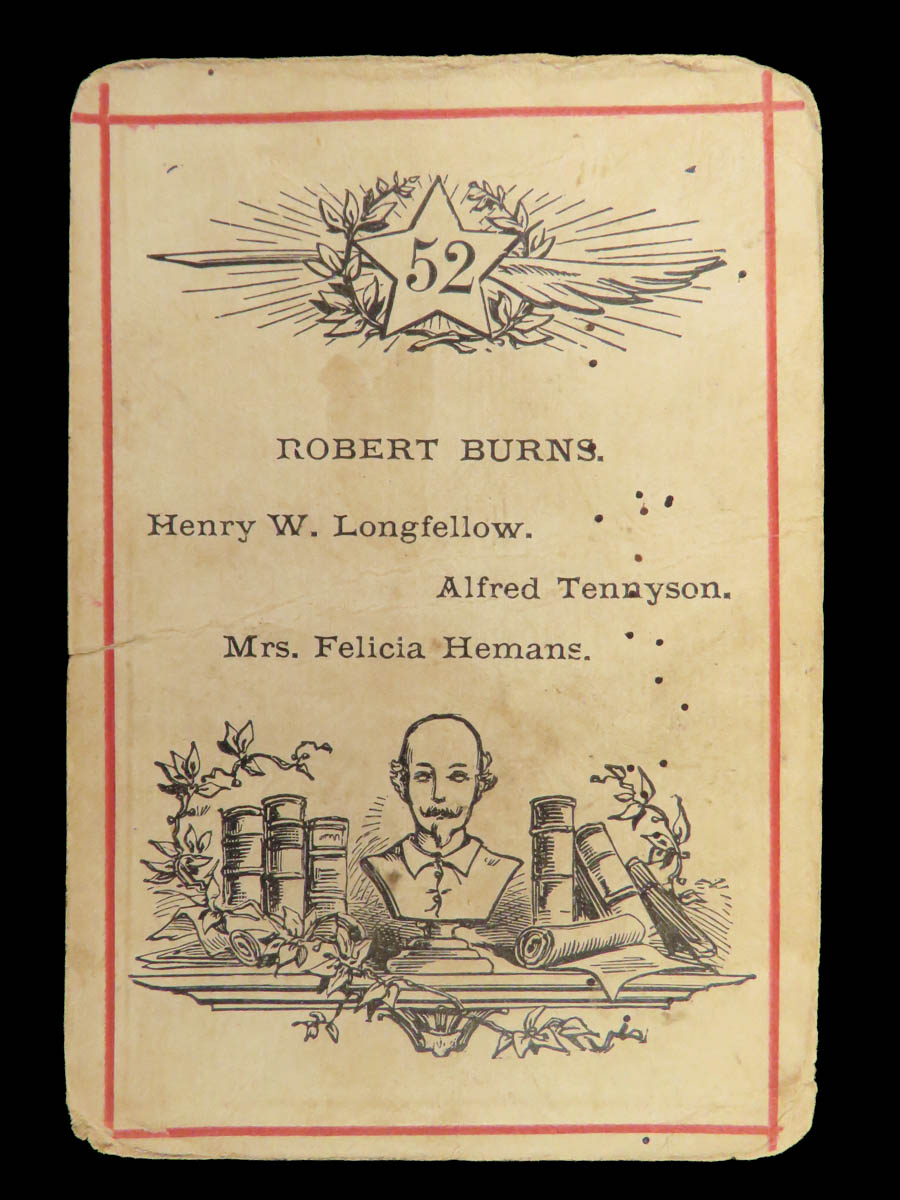 52
ROBERT BURNS.
Henry W. Longfellow.
Alfred Tennyson.
Mrs. Felicia Hemans.